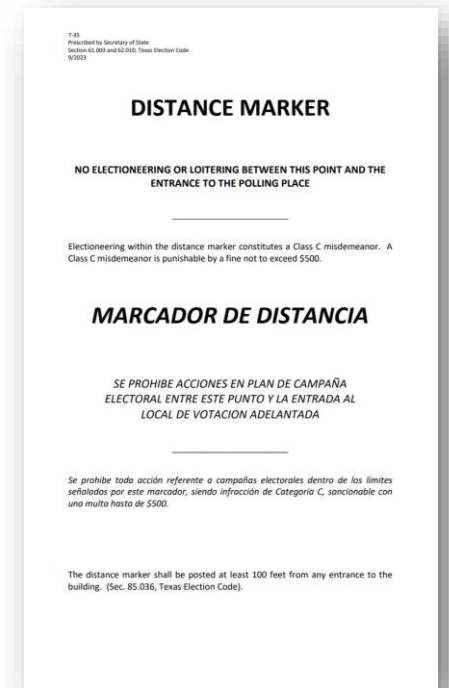 7-35
Prescribed by Secretary of State
Section 61.003 and 62.010, Texas Election Code
9/2023
DISTANCE MARKER
NO ELECTIONEERING OR LOITERING BETWEEN THIS POINT AND THE
ENTRANCE TO THE POLLING PLACE
Electioneering within the distance marker constitutes a Class C misdemeanor. A
Class C misdemeanor is punishable by a fine not to exceed $500.
MARCADOR DE DISTANCIA
SE PROHIBE ACCIONES EN PLAN DE CAMPAÑA
ELECTORAL ENTRE ESTE PUNTO Y LA ENTRADA AL
LOCAL DE VOTACION ADELANTADA
Se prohibe toda acción referente a campañas electorales dentro de los límites
señalados por este marcador, siendo infracción de Categoría C, sancionable con
una multa hasta de $500.
The distance marker shall be posted at least 100 feet from any entrance to the
building. (Sec. 85.036, Texas Election Code).